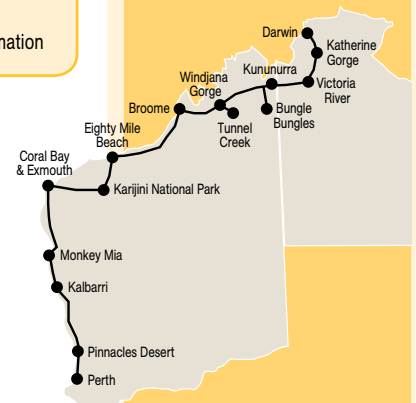 mation
Darwin
Katherine
Gorge
Kununurra
Windjana
Gorge
Victoria
River
Broome
Bungle
Bungles
Tunnel
Creek
Eighty Mile
Beach
Coral Bay
& Exmouth
Karijini National Park
Monkey Mia
Kalbarri
Pinnacles Desert
Perth